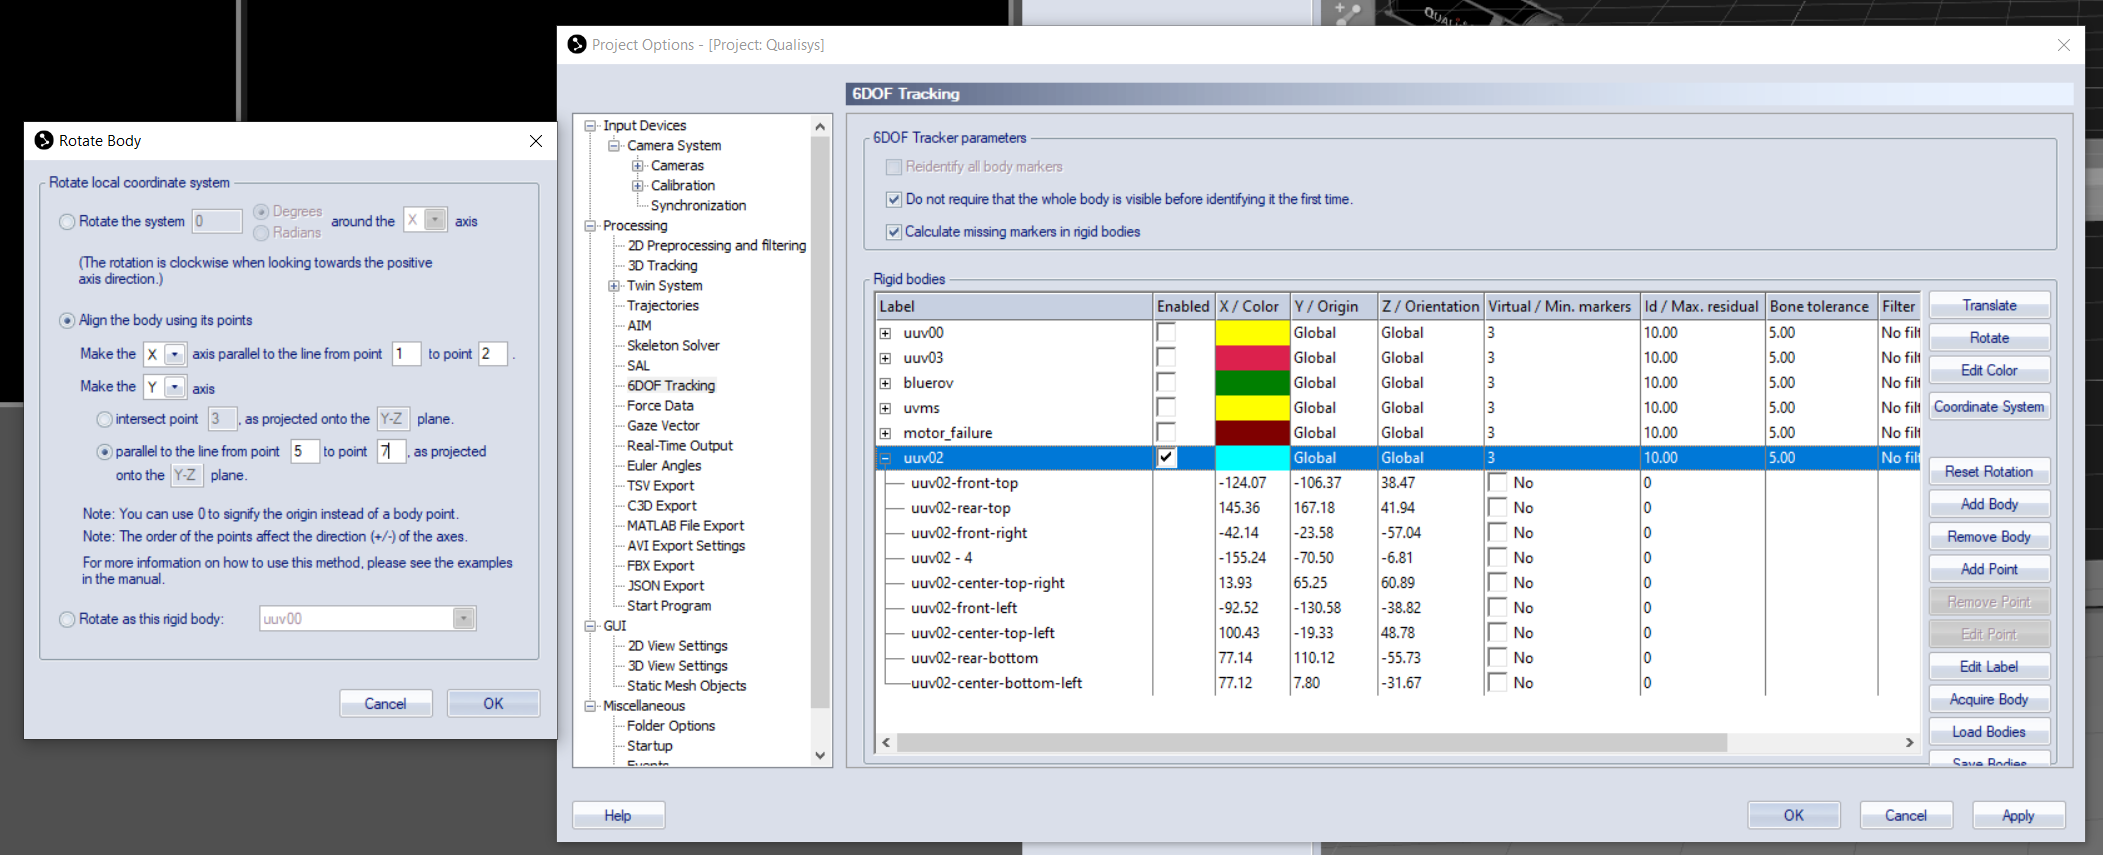 Rotate Body
Rotate local coordinate system
Rotate the system 0 Degrees Radians around the X axis
(The rotation is clockwise when looking towards the positive
axis direction.)
Align the body using its points
Make the X axis parallel to the line from point 1 to point 2 .
Make the Y axis
intersect point 3 , as projected onto the Y-Z plane.
parallel to the line from point 5 to point 7 , as projected
onto the Y-Z plane.
Note: You can use 0 to signify the origin instead of a body point.
Note: The order of the points affect the direction (+/-) of the axes.
For more information on how to use this method, please see the examples
in the manual.
Rotate as this rigid body: uuv00
Cancel OK
Project Options - [Project: Qualisys]
Input Devices
Camera System
Cameras
Calibration
Synchronization
Processing
2D Preprocessing and filtering
3D Tracking
Twin System
Trajectories
AIM
Skeleton Solver
SAL
6DOF Tracking
Force Data
Gaze Vector
Real-Time Output
Euler Angles
TSV Export
C3D Export
MATLAB File Export
AVI Export Settings
FBX Export
JSON Export
Start Program
GUI
2D View Settings
3D View Settings
Static Mesh Objects
Miscellaneous
Folder Options
Startup
Events
6DOF Tracking
6DOF Tracker parameters
Reidentify all body markers
Do not require that the whole body is visible before identifying it the first time.
Calculate missing markers in rigid bodies
Rigid bodies
Label Enabled X / Color Y / Origin Z / Orientation Virtual / Min. markers Id / Max. residual Bone tolerance Filter
uuv00 Global Global 3 10.00 5.00 No filt
uuv03 Global Global 3 10.00 5.00 No filt
bluerov Global Global 3 10.00 5.00 No filt
uvms Global Global 3 10.00 5.00 No filt
motor_failure Global Global 3 10.00 5.00 No filt
uuv02 Global Global 3 10.00 5.00 No filt
uuv02-front-top -124.07 -106.37 38.47 No 0
uuv02-rear-top 145.36 167.18 41.94 No 0
uuv02-front-right -42.14 -23.58 -57.04 No 0
uuv02 - 4 -155.24 -70.50 -6.81 No 0
uuv02-center-top-right 13.93 65.25 60.89 No 0
uuv02-front-left -92.52 -130.58 -38.82 No 0
uuv02-center-top-left 100.43 -19.33 48.78 No 0
uuv02-rear-bottom 77.14 110.12 -55.73 No 0
uuv02-center-bottom-left 77.12 7.80 -31.67 No 0
Translate
Rotate
Edit Color
Coordinate System
Reset Rotation
Add Body
Remove Body
Add Point
Remove Point
Edit Point
Edit Label
Acquire Body
Load Bodies
Save Bodies
Help OK Cancel Apply